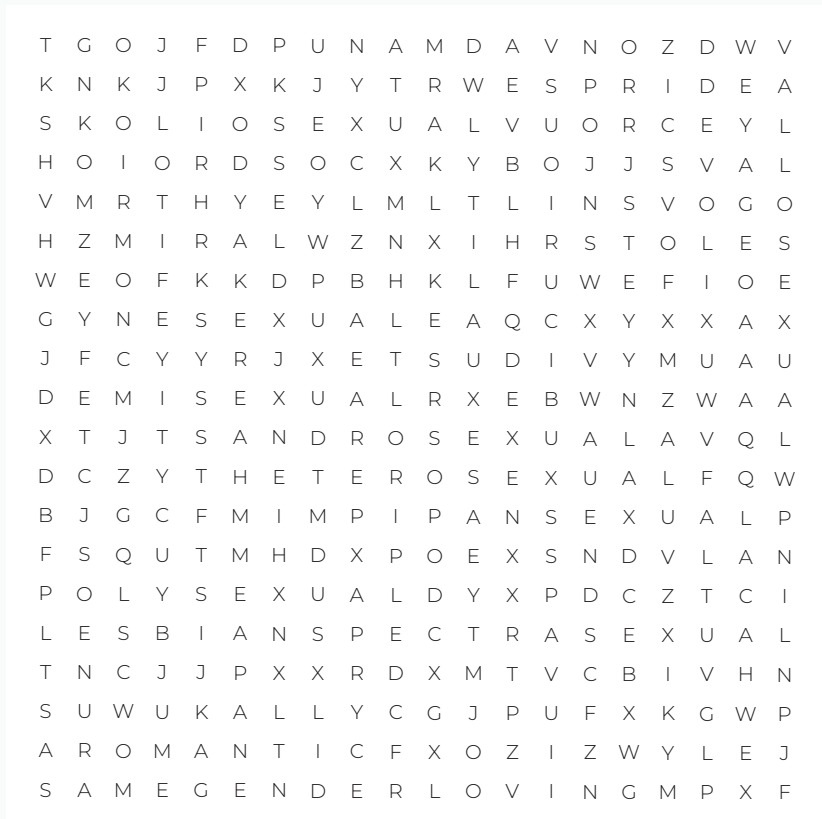 T G O J F D P U N A M D A V N O Z D W V
K N K J P X K J Y T R W E S P R I D E A
S K O L I O S E X U A L V U O R C E Y L
H O I O R D S O C X K Y B O J J S V A L
V M R T H Y E Y L M L T L I N S V O G O
H Z M I R A L W Z N X I H R S T O L E S
W E O F K K D P B H K L F U W E F I O E
G Y N E S E X U A L E A Q C X Y X X A X
J F C Y Y R J X E T S U D I V Y M U A U
D E M I S E X U A L R X E B W N Z W A A
X T J T S A N D R O S E X U A L A V Q L
D C Z Y T H E T E R O S E X U A L F Q W
B J G C F M I M P I P A N S E X U A L P
F S Q U T M H D X P O E X S N D V L A N
P O L Y S E X U A L D Y X P D C Z T C I
L E S B I A N S P E C T R A S E X U A L
T N C J J P X X R D X M T V C B I V H N
S U W U K A L L Y C G J P U F X K G W P
A R O M A N T I C F X O Z I Z W Y L E J
S A M E G E N D E R L O V I N G M P X F